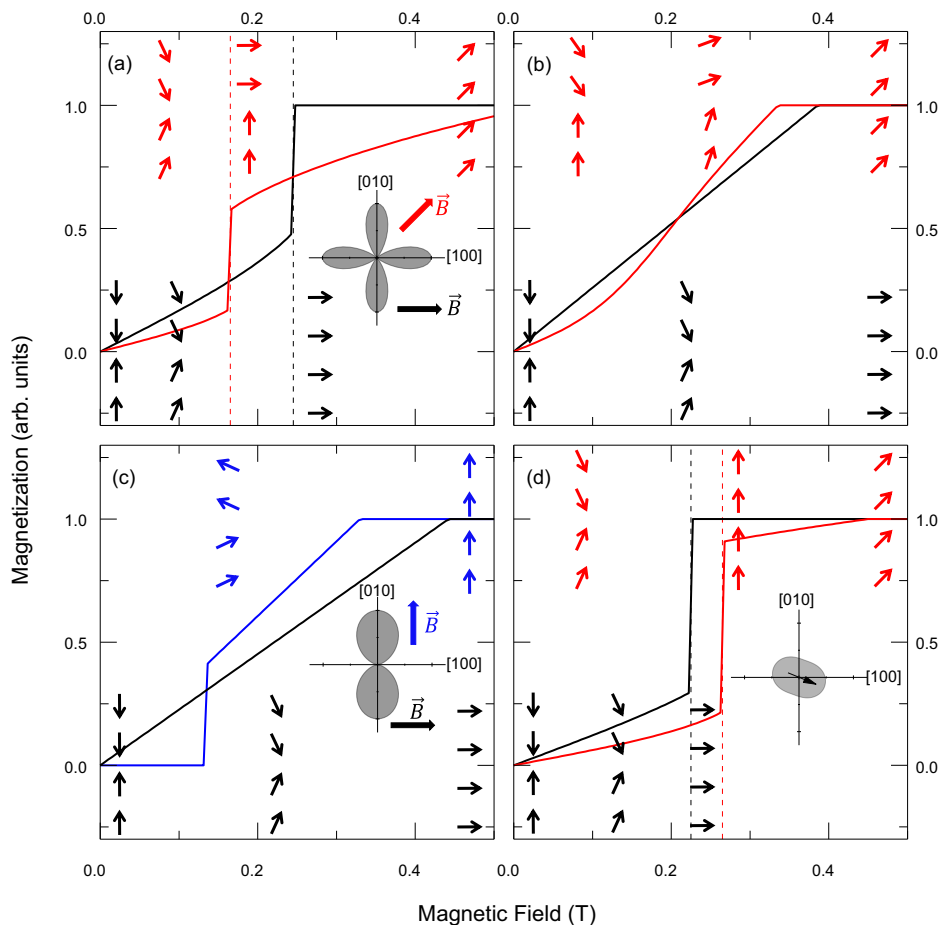 0.0 0.2 0.4 0.0 0.2 0.4
(a) (b)
1.0 1.0
[010]
B
[100]
0.5 0.5
B
0.0 0.0
Magnetization (arb. units)
(c) (d)
1.0 1.0
[010] [010]
B
0.5 0.5
[100] [100]
B
0.0 0.0
0.0 0.2 0.4 0.0 0.2 0.4
Magnetic Field (T)